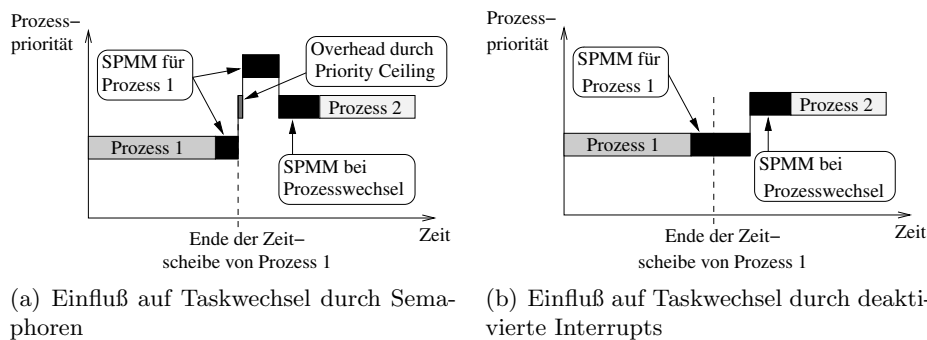 Prozess–
priorität
SPMM für
Prozess 1
Overhead durch
Priority Ceiling
Prozess 2
Prozess 1
SPMM bei
Prozesswechsel
Zeit
Ende der Zeit–
scheibe von Prozess 1
(a) Einfluß auf Taskwechsel durch Sema-
phoren
Prozess–
priorität
SPMM für
Prozess 1
Prozess 2
Prozess 1
SPMM bei
Prozesswechsel
Zeit
Ende der Zeit–
scheibe von Prozess 1
(b) Einfluß auf Taskwechsel durch deakti-
vierte Interrupts